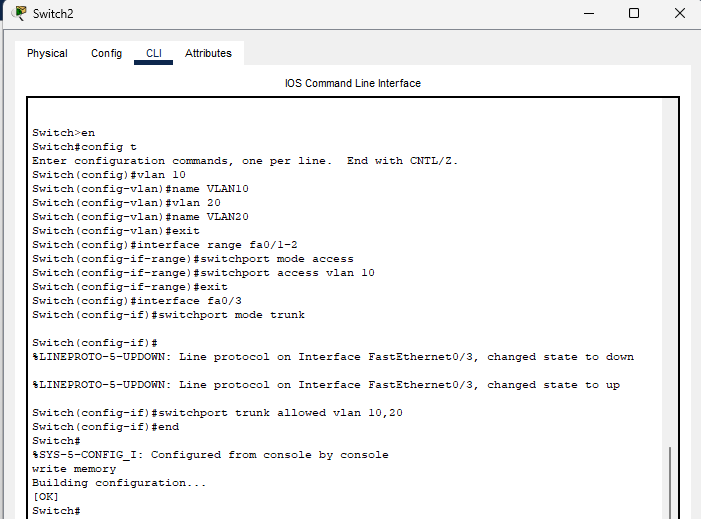 Switch2
Physical Config CLI Attributes
IOS Command Line Interface
Switch>en
Switch#config t
Enter configuration commands, one per line.  End with CNTL/Z.
Switch(config)#vlan 10
Switch(config-vlan)#name VLAN10
Switch(config-vlan)#vlan 20
Switch(config-vlan)#name VLAN20
Switch(config-vlan)#exit
Switch(config)#interface range fa0/1-2
Switch(config-if-range)#switchport mode access
Switch(config-if-range)#switchport access vlan 10
Switch(config-if-range)#exit
Switch(config)#interface fa0/3
Switch(config-if)#switchport mode trunk
Switch(config-if)#
%LINEPROTO-5-UPDOWN: Line protocol on Interface FastEthernet0/3, changed state to down
%LINEPROTO-5-UPDOWN: Line protocol on Interface FastEthernet0/3, changed state to up
Switch(config-if)#switchport trunk allowed vlan 10,20
Switch(config-if)#end
Switch#
%SYS-5-CONFIG_I: Configured from console by console
write memory
Building configuration...
[OK]
Switch#